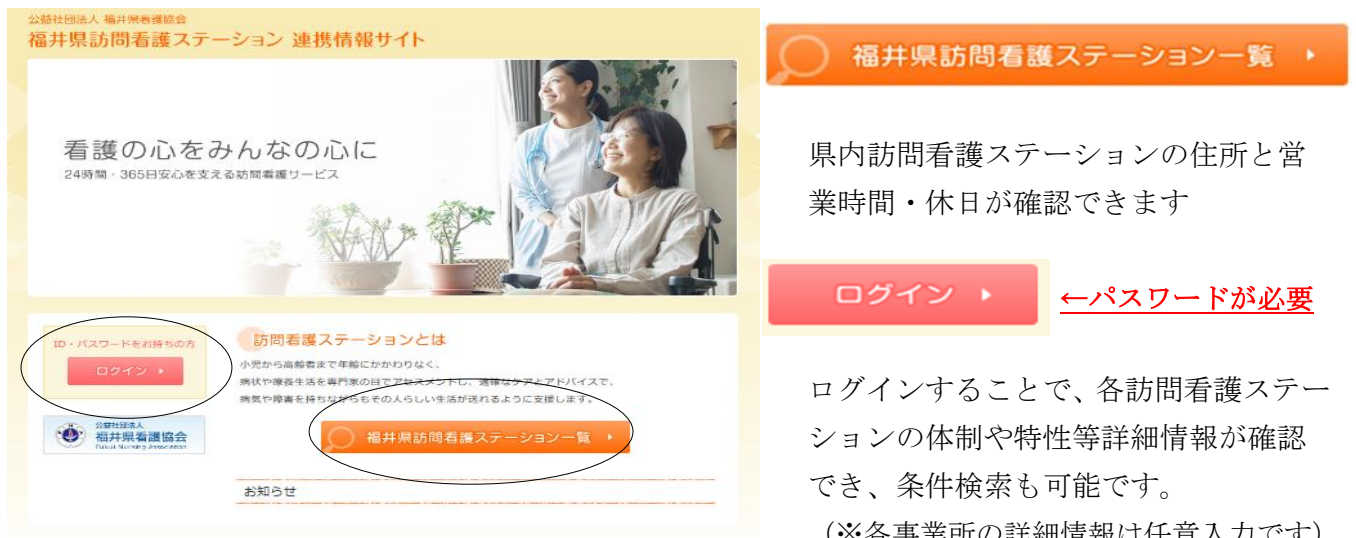 公益社団法人 福井県看護協会
福井県訪問看護ステーション 連携情報サイト
看護の心をみんなの心に
24時間・365日安心を支える訪問看護サービス
ID・パスワードをお持ちの方
ログイン
公益社団法人
福井県看護協会
Fukui Nursing Association
訪問看護ステーションとは
小児から高齢者まで年齢にかかわりなく、
病状や療養生活を専門家の目でアセスメントし、適確なケアとアドバイスで、
病気や障害を持ちながらもその人らしい生活が送れるように支援します。
福井県訪問看護ステーション一覧
お知らせ
福井県訪問看護ステーション一覧
県内訪問看護ステーションの住所と営
業時間・休日が確認できます
ログイン
←パスワードが必要
ログインすることで、各訪問看護ステー
ションの体制や特性等詳細情報が確認
でき、条件検索も可能です。
(※各事業所の詳細情報は任意入力です)